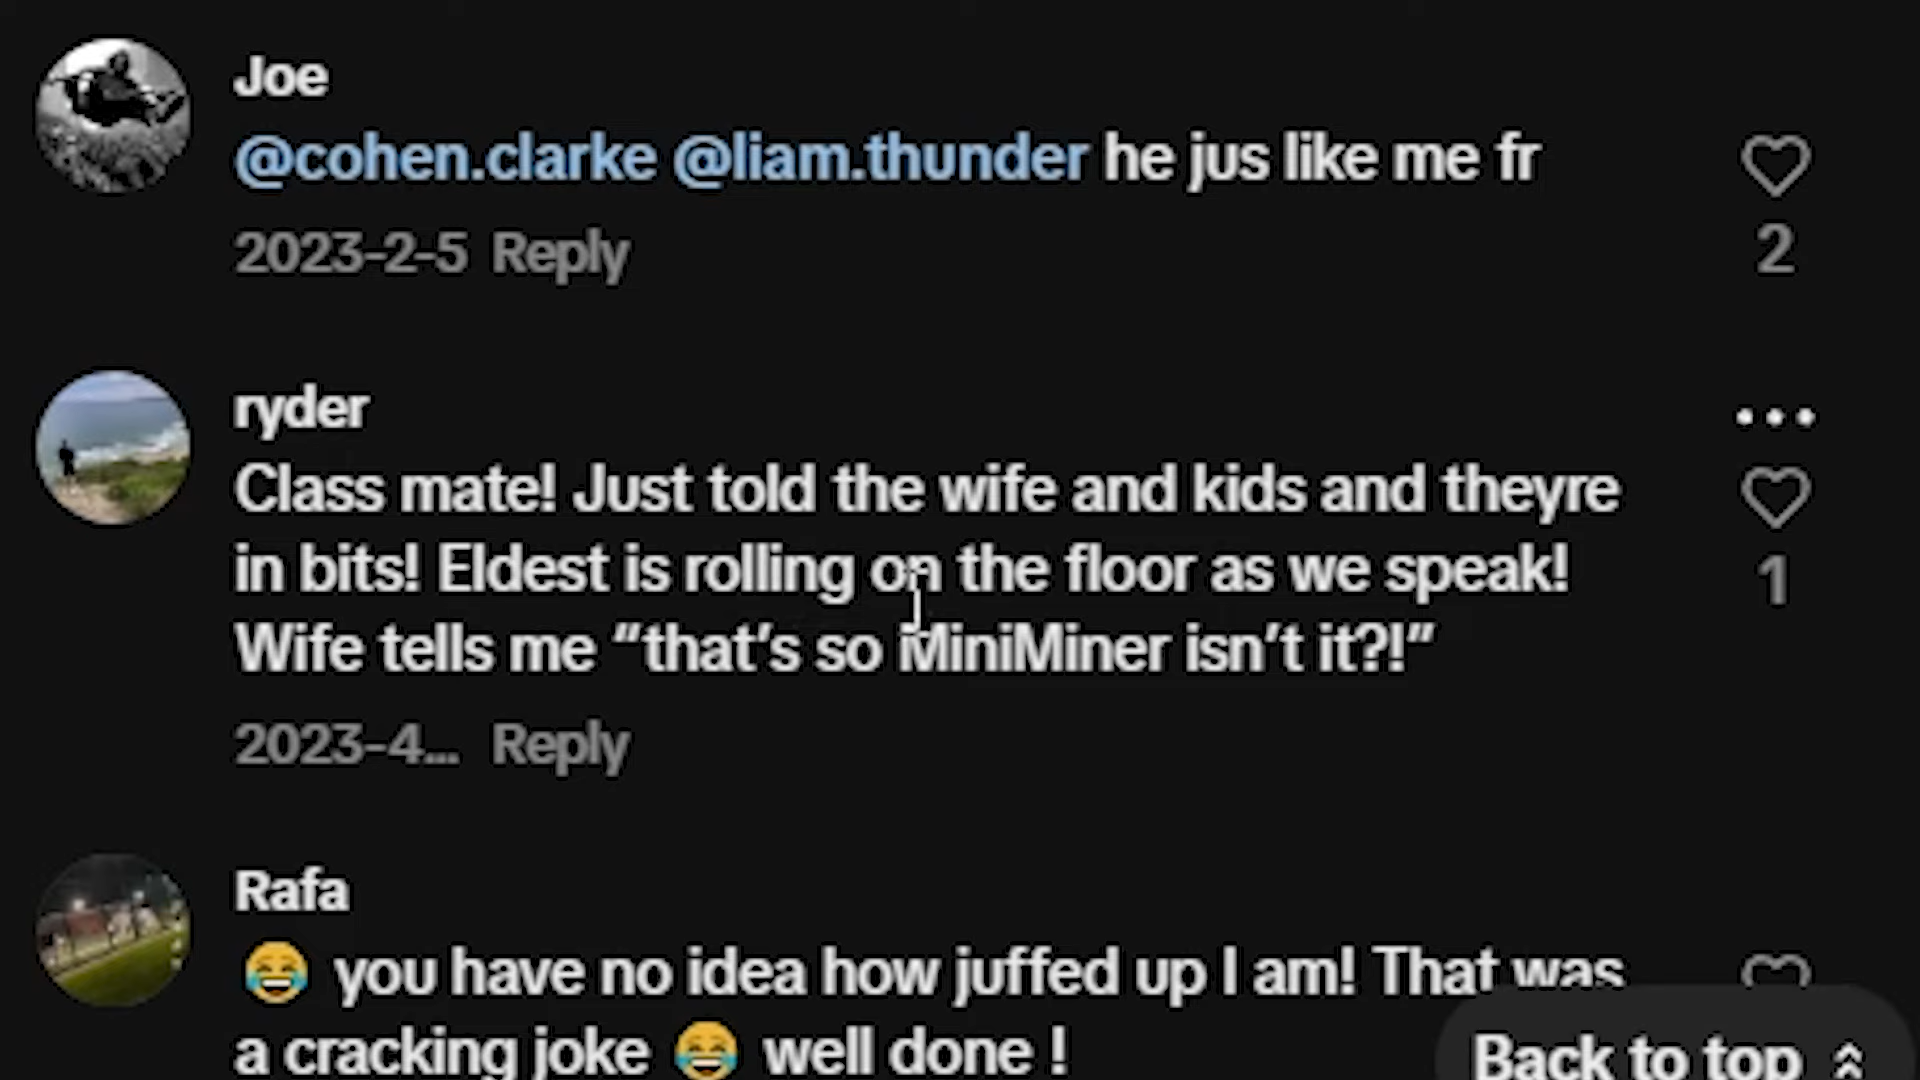 Joe
@cohen.clarke @liam.thunder he jus like me fr
2023-2-5 Reply
2
ryder
Class mate! Just told the wife and kids and theyre
in bits! Eldest is rolling on the floor as we speak!
1
Wife tells me “that’s so MiniMiner isn’t it?!”
2023-4... Reply
Rafa
😂 you have no idea how juffed up I am! That was
a cracking joke 😂 well done !
Back to top